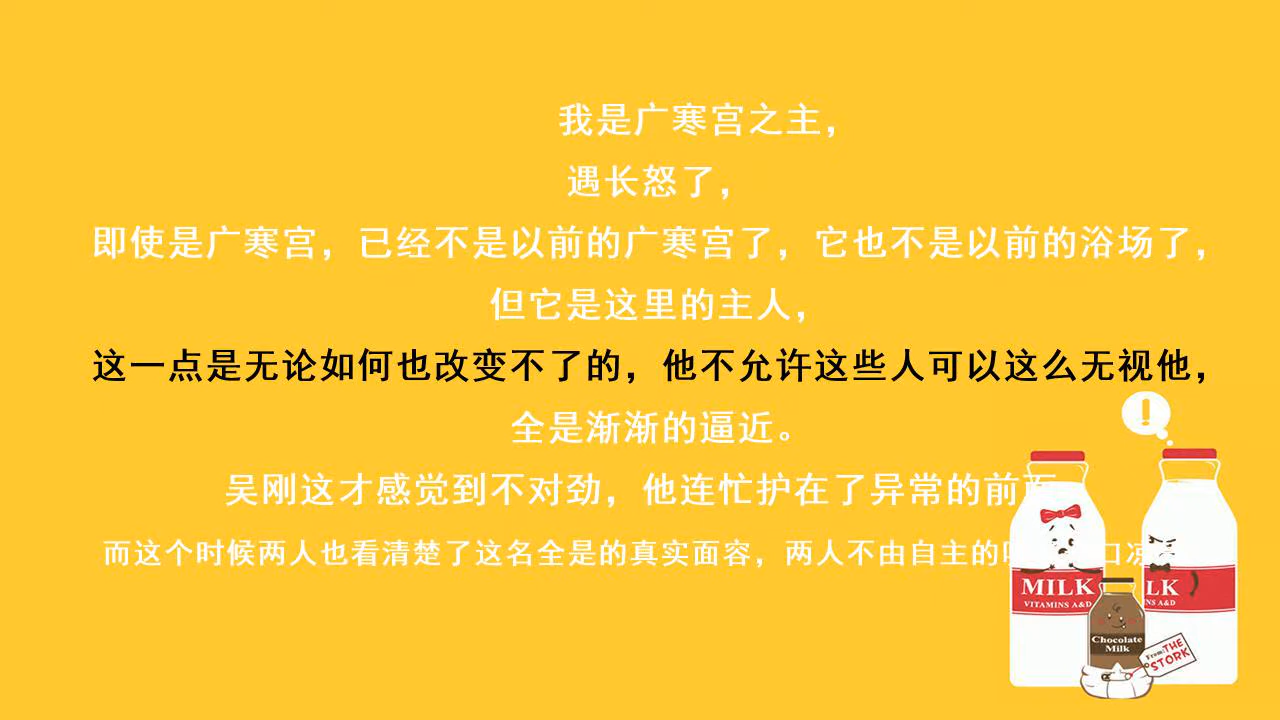 我是广寒宫之主，
遇长怒了，
即使是广寒宫，已经不是以前的广寒宫了，它也不是以前的浴场了，
但它是这里的主人，
这一点是无论如何也改变不了的，他不允许这些人可以这么无视他，
全是渐渐的逼近。
吴刚这才感觉到不对劲，他连忙护在了异常的前面
而这个时候两人也看清楚了这名全是的真实面容，两人不由自主的 口凉
!
MILK
VITAMINS A&D
LK
NS A&D
Chocolate
Milk
From: THE
STORK